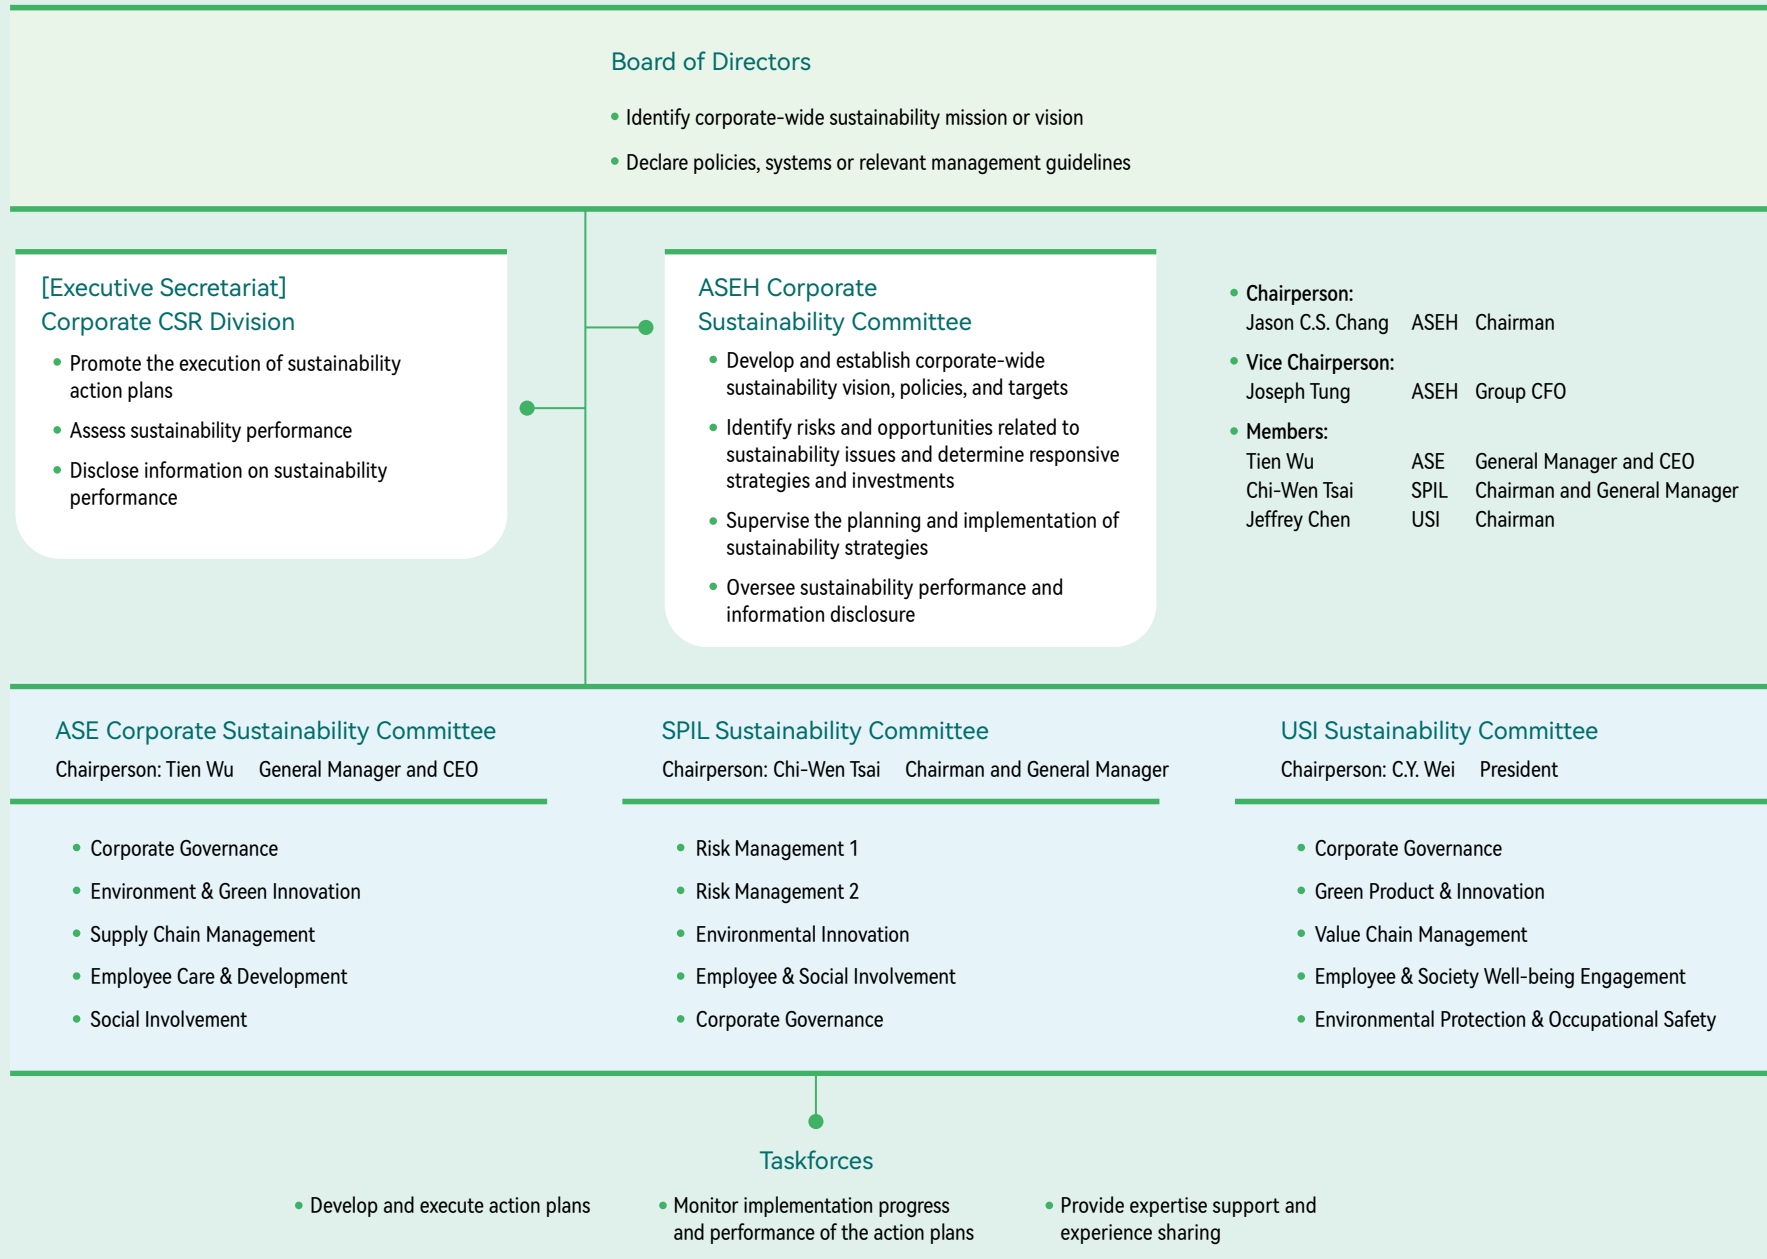 Board of Directors
• Identify corporate-wide sustainability mission or vision
• Declare policies, systems or relevant management guidelines
[Executive Secretariat]
Corporate CSR Division
• Promote the execution of sustainability
action plans
• Assess sustainability performance
• Disclose information on sustainability
performance
ASEH Corporate
Sustainability Committee
• Develop and establish corporate-wide
sustainability vision, policies, and targets
• Identify risks and opportunities related to
sustainability issues and determine responsive
strategies and investments
• Supervise the planning and implementation of
sustainability strategies
• Oversee sustainability performance and
information disclosure
• Chairperson:
Jason C.S. Chang ASEH Chairman
• Vice Chairperson:
Joseph Tung ASEH Group CFO
• Members:
Tien Wu ASE General Manager and CEO
Chi-Wen Tsai SPIL Chairman and General Manager
Jeffrey Chen USI Chairman
ASE Corporate Sustainability Committee
Chairperson: Tien Wu General Manager and CEO
• Corporate Governance
• Environment & Green Innovation
• Supply Chain Management
• Employee Care & Development
• Social Involvement
SPIL Sustainability Committee
Chairperson: Chi-Wen Tsai Chairman and General Manager
• Risk Management 1
• Risk Management 2
• Environmental Innovation
• Employee & Social Involvement
• Corporate Governance
USI Sustainability Committee
Chairperson: C.Y. Wei President
• Corporate Governance
• Green Product & Innovation
• Value Chain Management
• Employee & Society Well-being Engagement
• Environmental Protection & Occupational Safety
Taskforces
• Develop and execute action plans
• Monitor implementation progress
and performance of the action plans
• Provide expertise support and
experience sharing